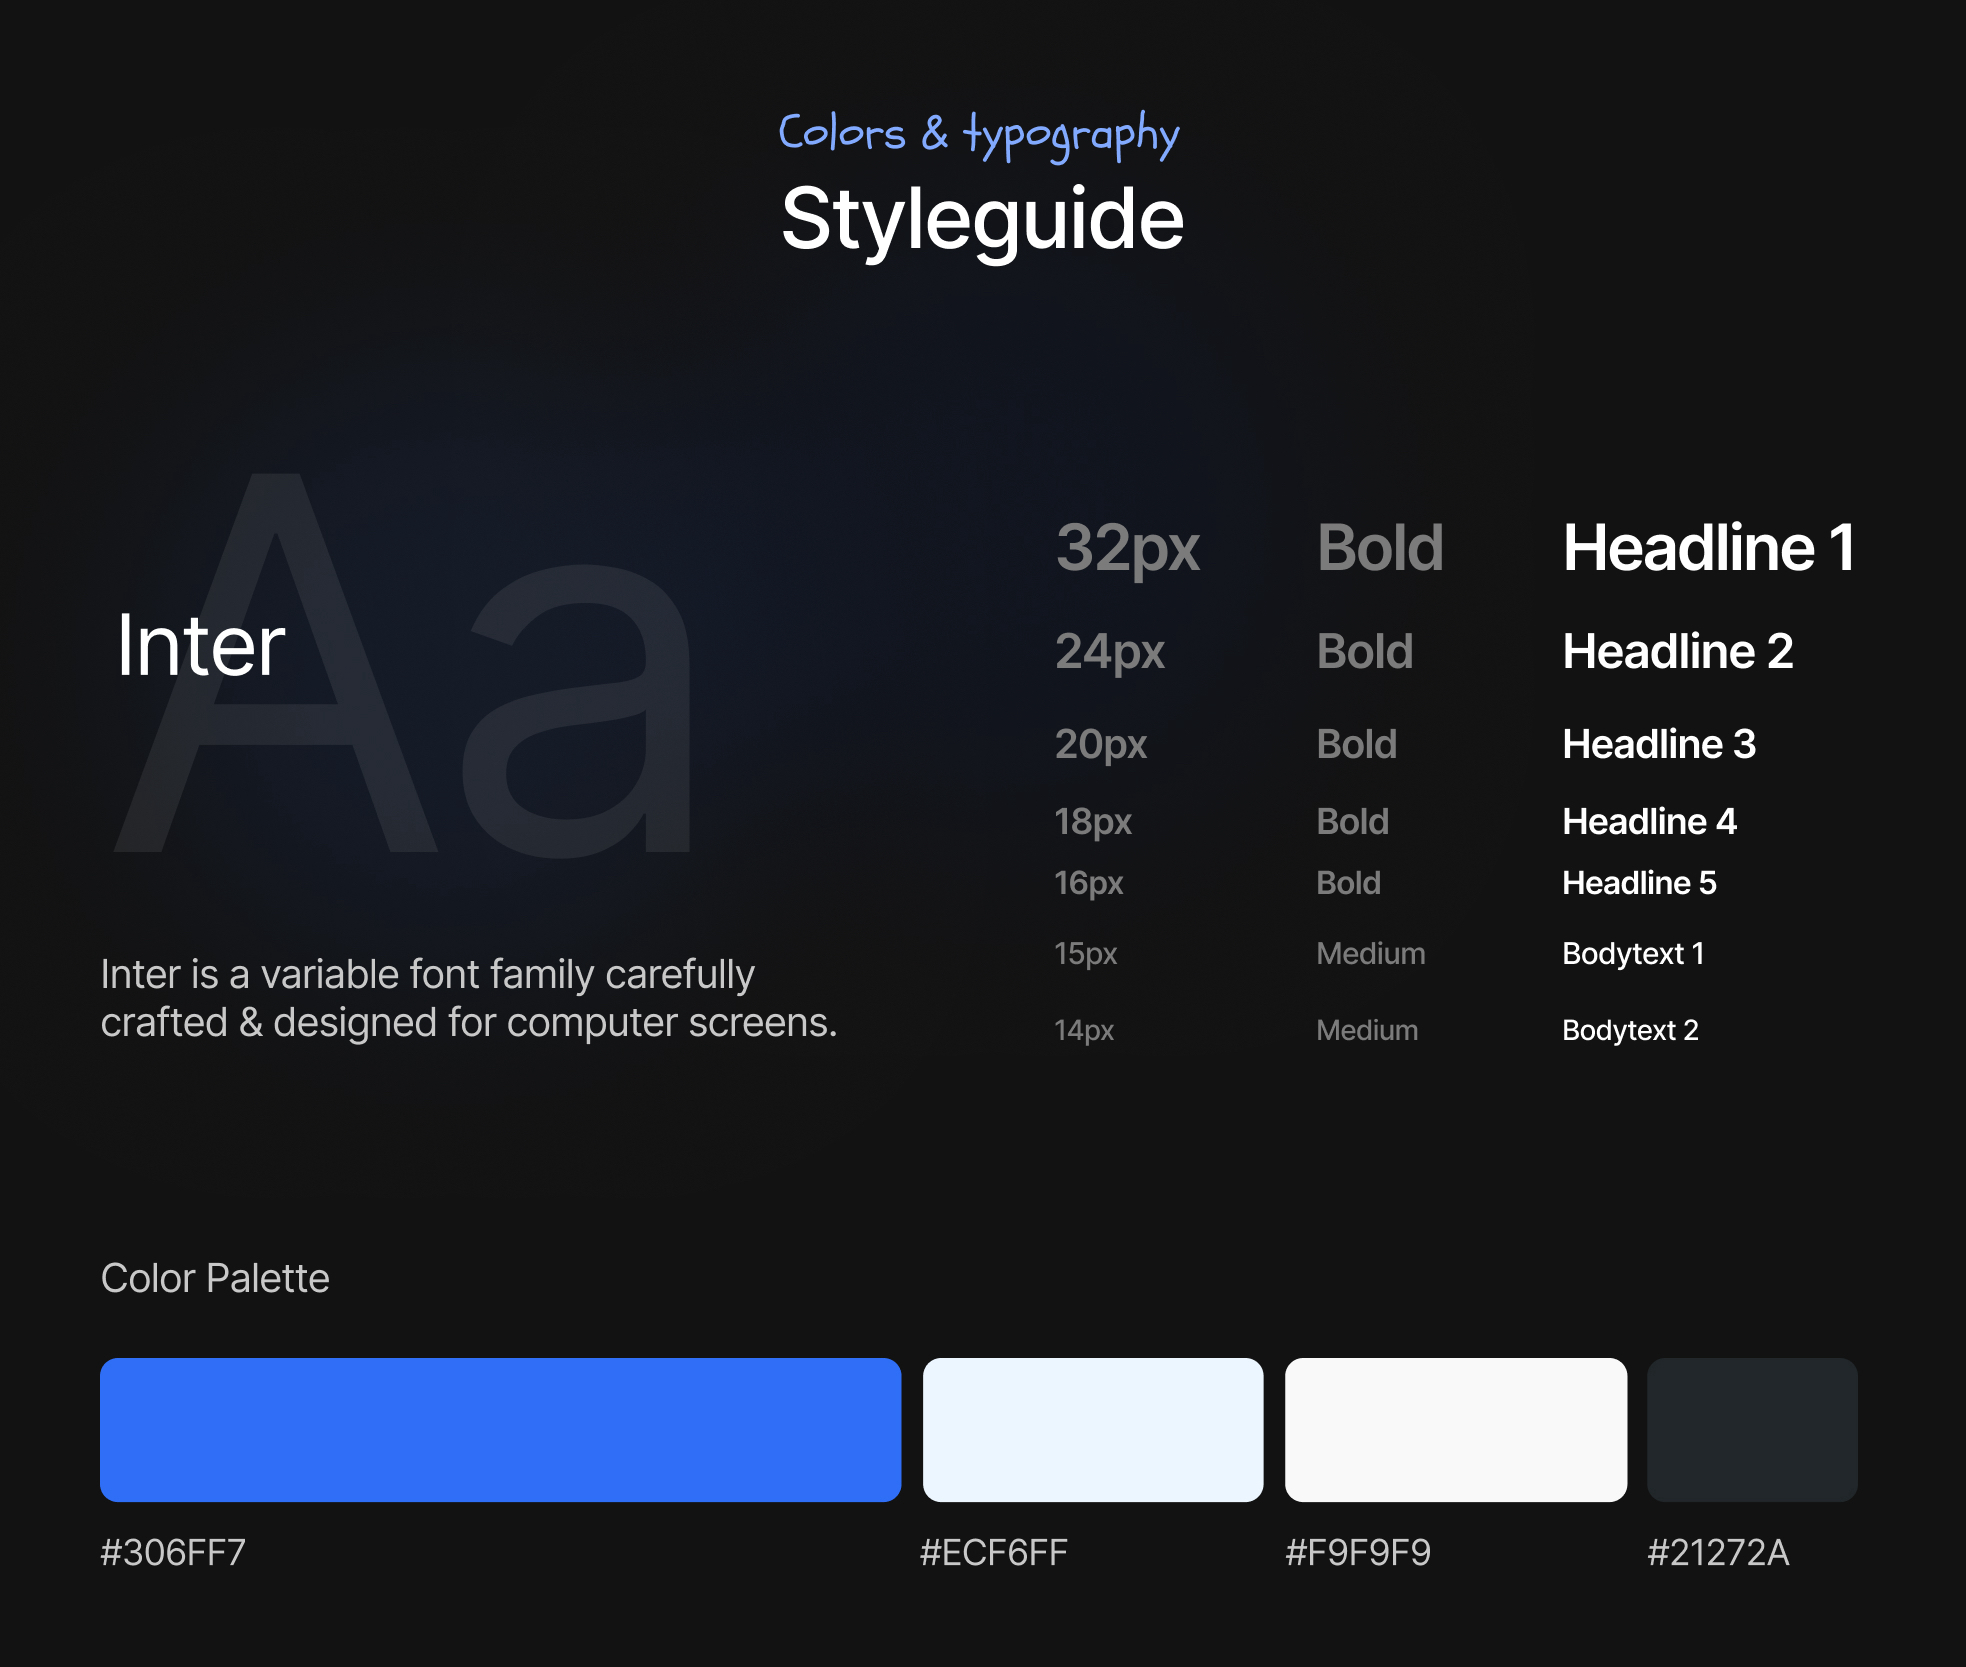 Colors & typography
Styleguide
Aa
Inter
Inter is a variable font family carefully
crafted & designed for computer screens.
32px Bold Headline 1
24px Bold Headline 2
20px Bold Headline 3
18px Bold Headline 4
16px Bold Headline 5
15px Medium Bodytext 1
14px Medium Bodytext 2
Color Palette
#306FF7 #ECF6FF #F9F9F9 #21272A